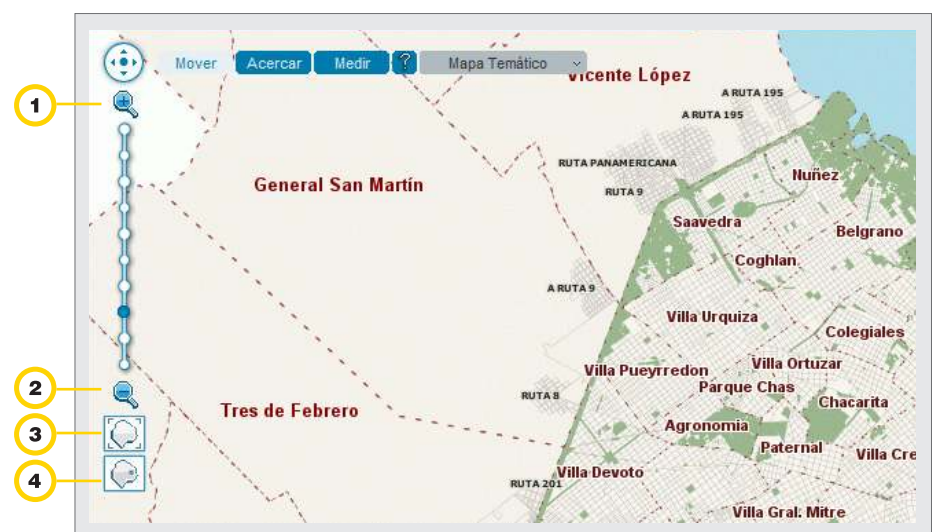 Mover Acercar Medir ? Mapa Temático
Vicente López
1
A RUTA 195
A RUTA 195
RUTA PANAMERICANA
Nuñez
General San Martín
RUTA 9
Saavedra
Belgrano
Coghlan
A RUTA 9
Villa Urquiza
Colegiales
Villa Ortuzar
Villa Pueyrredon
2
Parque Chas
RUTA 8
Chacarita
Tres de Febrero
Agronomia
3
Paternal
Villa Cre
Villa Devoto
4
RUTA 201
Villa Gral. Mitre